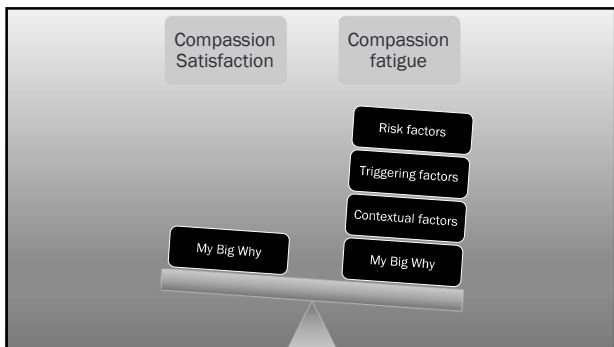 Compassion
Satisfaction
Compassion
fatigue
Risk factors
Triggering factors
Contextual factors
My Big Why
My Big Why